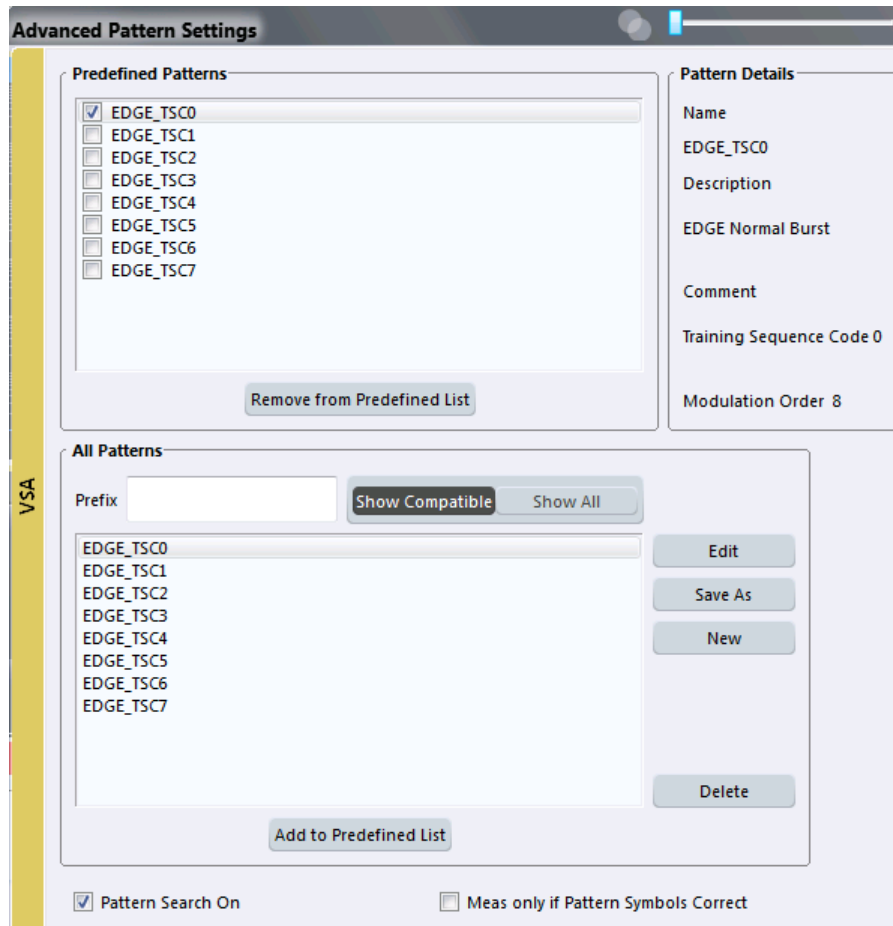 Advanced Pattern Settings
VSA
Predefined Patterns
EDGE_TSC0
EDGE_TSC1
EDGE_TSC2
EDGE_TSC3
EDGE_TSC4
EDGE_TSC5
EDGE_TSC6
EDGE_TSC7
Remove from Predefined List
Pattern Details
Name
EDGE_TSC0
Description
EDGE Normal Burst
Comment
Training Sequence Code 0
Modulation Order 8
All Patterns
Prefix
Show Compatible Show All
EDGE_TSC0
EDGE_TSC1
EDGE_TSC2
EDGE_TSC3
EDGE_TSC4
EDGE_TSC5
EDGE_TSC6
EDGE_TSC7
Edit
Save As
New
Delete
Add to Predefined List
Pattern Search On
Meas only if Pattern Symbols Correct